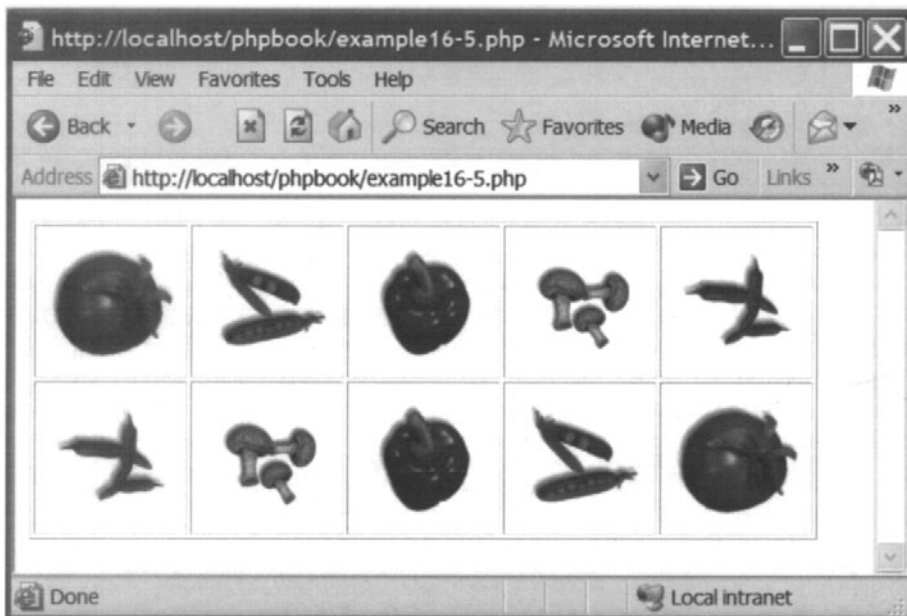 http://localhost/phpbook/example16-5.php - Microsoft Internet...
File Edit View Favorites Tools Help
Back Search Favorites Media »
Address http://localhost/phpbook/example16-5.php Go Links »
Done Local intranet